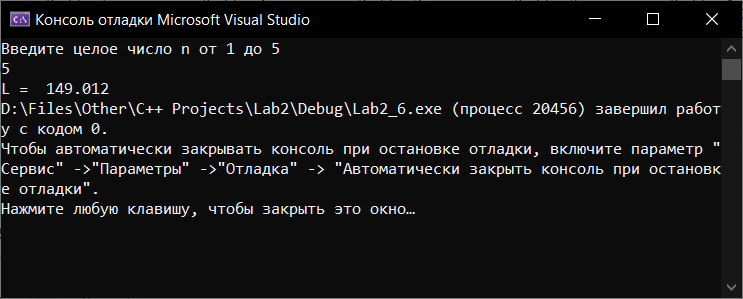 Консоль отладки Microsoft Visual Studio
Введите целое число n от 1 до 5
5
L =  149.012
D:\Files\Other\C++ Projects\Lab2\Debug\Lab2_6.exe (процесс 20456) завершил работ
у с кодом 0.
Чтобы автоматически закрывать консоль при остановке отладки, включите параметр "
Сервис" ->"Параметры" ->"Отладка" -> "Автоматически закрыть консоль при остановк
е отладки".
Нажмите любую клавишу, чтобы закрыть это окно…